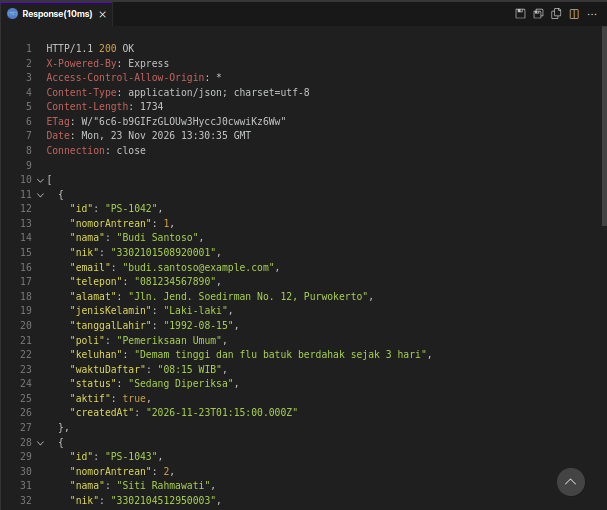 Response(10ms) ×
1 HTTP/1.1 200 OK
2 X-Powered-By: Express
3 Access-Control-Allow-Origin: *
4 Content-Type: application/json; charset=utf-8
5 Content-Length: 1734
6 ETag: W/"6c6-b9GIFzGLOUw3HyccJ0cwwiKz6Ww"
7 Date: Mon, 23 Nov 2026 13:30:35 GMT
8 Connection: close
9
10 [
11 {
12 "id": "PS-1042",
13 "nomorAntrean": 1,
14 "nama": "Budi Santoso",
15 "nik": "3302101508920001",
16 "email": "budi.santoso@example.com",
17 "telepon": "081234567890",
18 "alamat": "Jln. Jend. Soedirman No. 12, Purwokerto",
19 "jenisKelamin": "Laki-laki",
20 "tanggalLahir": "1992-08-15",
21 "poli": "Pemeriksaan Umum",
22 "keluhan": "Demam tinggi dan flu batuk berdahak sejak 3 hari",
23 "waktuDaftar": "08:15 WIB",
24 "status": "Sedang Diperiksa",
25 "aktif": true,
26 "createdAt": "2026-11-23T01:15:00.000Z"
27 },
28 {
29 "id": "PS-1043",
30 "nomorAntrean": 2,
31 "nama": "Siti Rahmawati",
32 "nik": "3302104512950003",